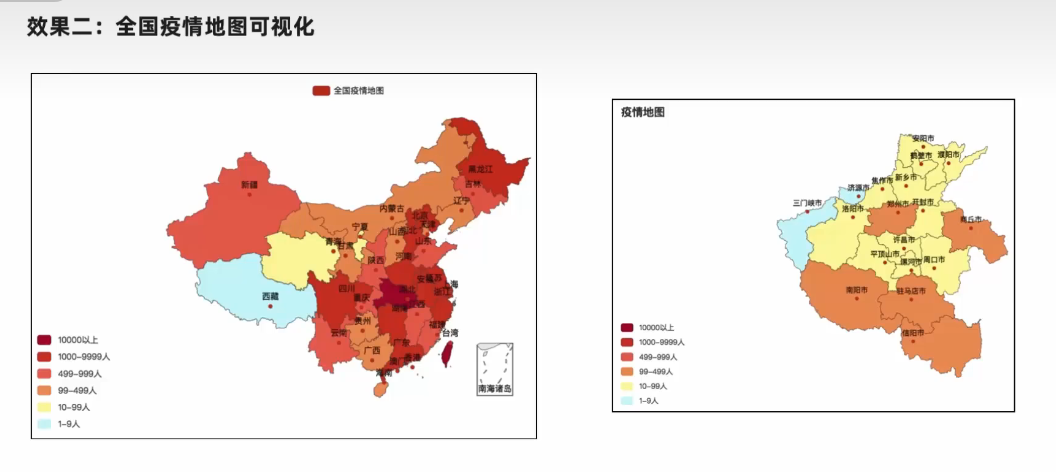 效果二：全国疫情地图可视化
全国疫情地图
黑龙江
吉林
辽宁
新疆
内蒙古
北京
天津
宁夏
山西
河北
山东
青海
甘肃
河南
陕西
西藏
四川
重庆
湖北
安徽
江苏
上海
浙江
江西
湖南
云南
贵州
福建
台湾
广西
广东
香港
澳门
海南
南海诸岛
10000以上
1000-9999人
499-999人
99-499人
10-99人
1-9人
疫情地图
安阳市
鹤壁市
濮阳市
新乡市
焦作市
济源市
三门峡市
洛阳市
郑州市
开封市
商丘市
许昌市
平顶山市
漯河市
周口市
南阳市
驻马店市
信阳市
10000以上
1000-9999人
499-999人
99-499人
10-99人
1-9人